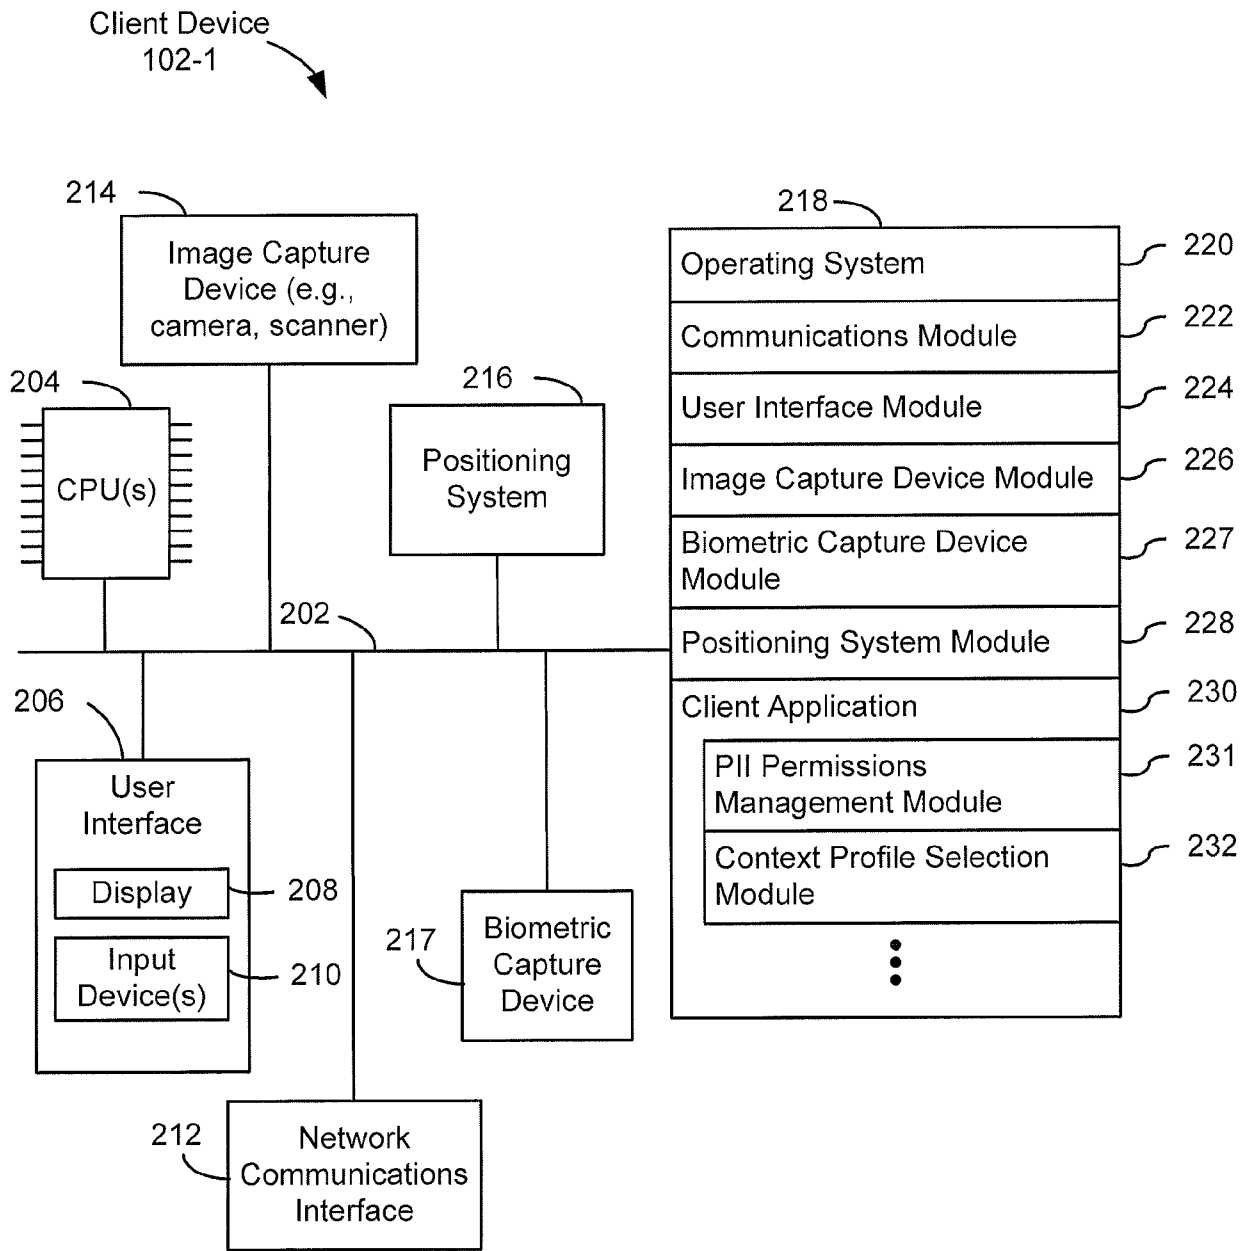 Client Device
102-1
214
Image Capture
Device (e.g.,
camera, scanner)
204
CPU(s)
216
Positioning
System
202
206
User
Interface
Display
208
Input
Device(s)
210
217
Biometric
Capture
Device
212
Network
Communications
Interface
218
Operating System
220
Communications Module
222
User Interface Module
224
Image Capture Device Module
226
Biometric Capture Device
Module
227
Positioning System Module
228
Client Application
230
PII Permissions
Management Module
231
Context Profile Selection
Module
232